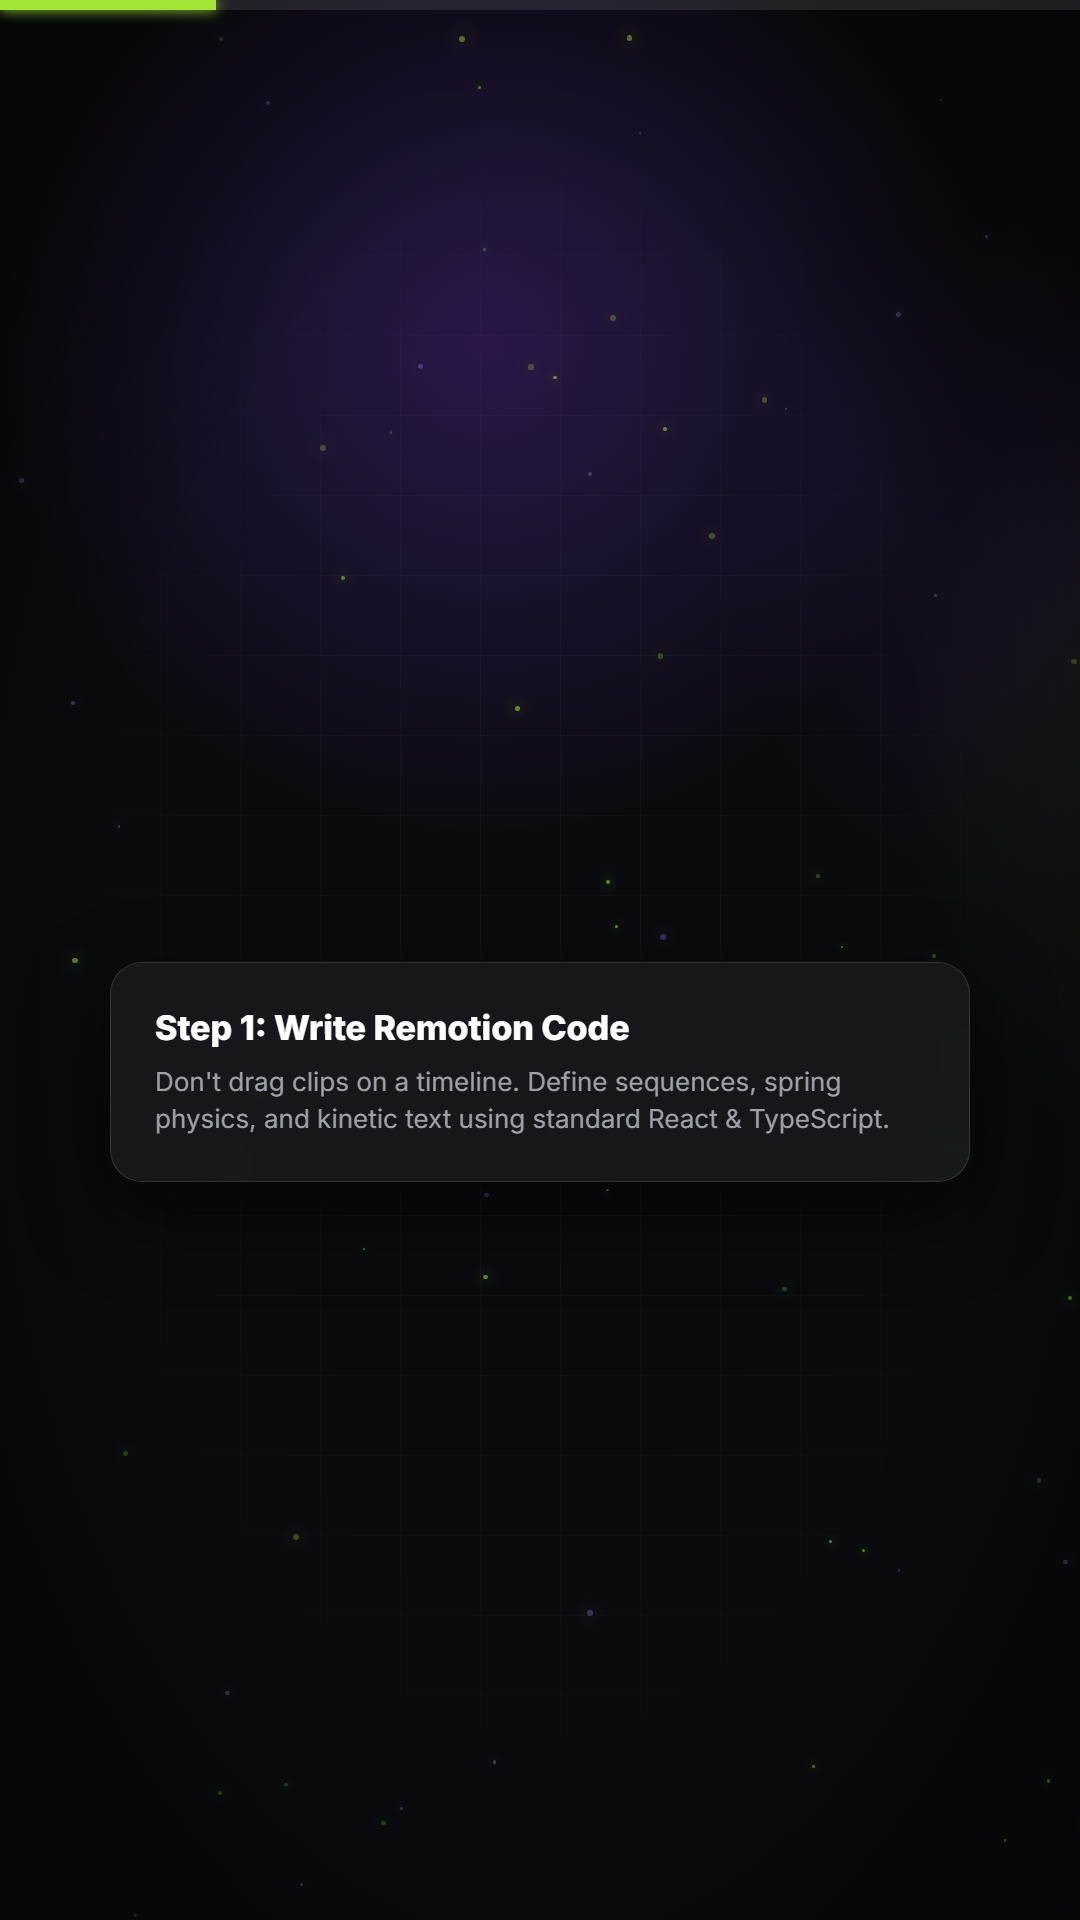 Step 1: Write Remotion Code
Don't drag clips on a timeline. Define sequences, spring
physics, and kinetic text using standard React & TypeScript.